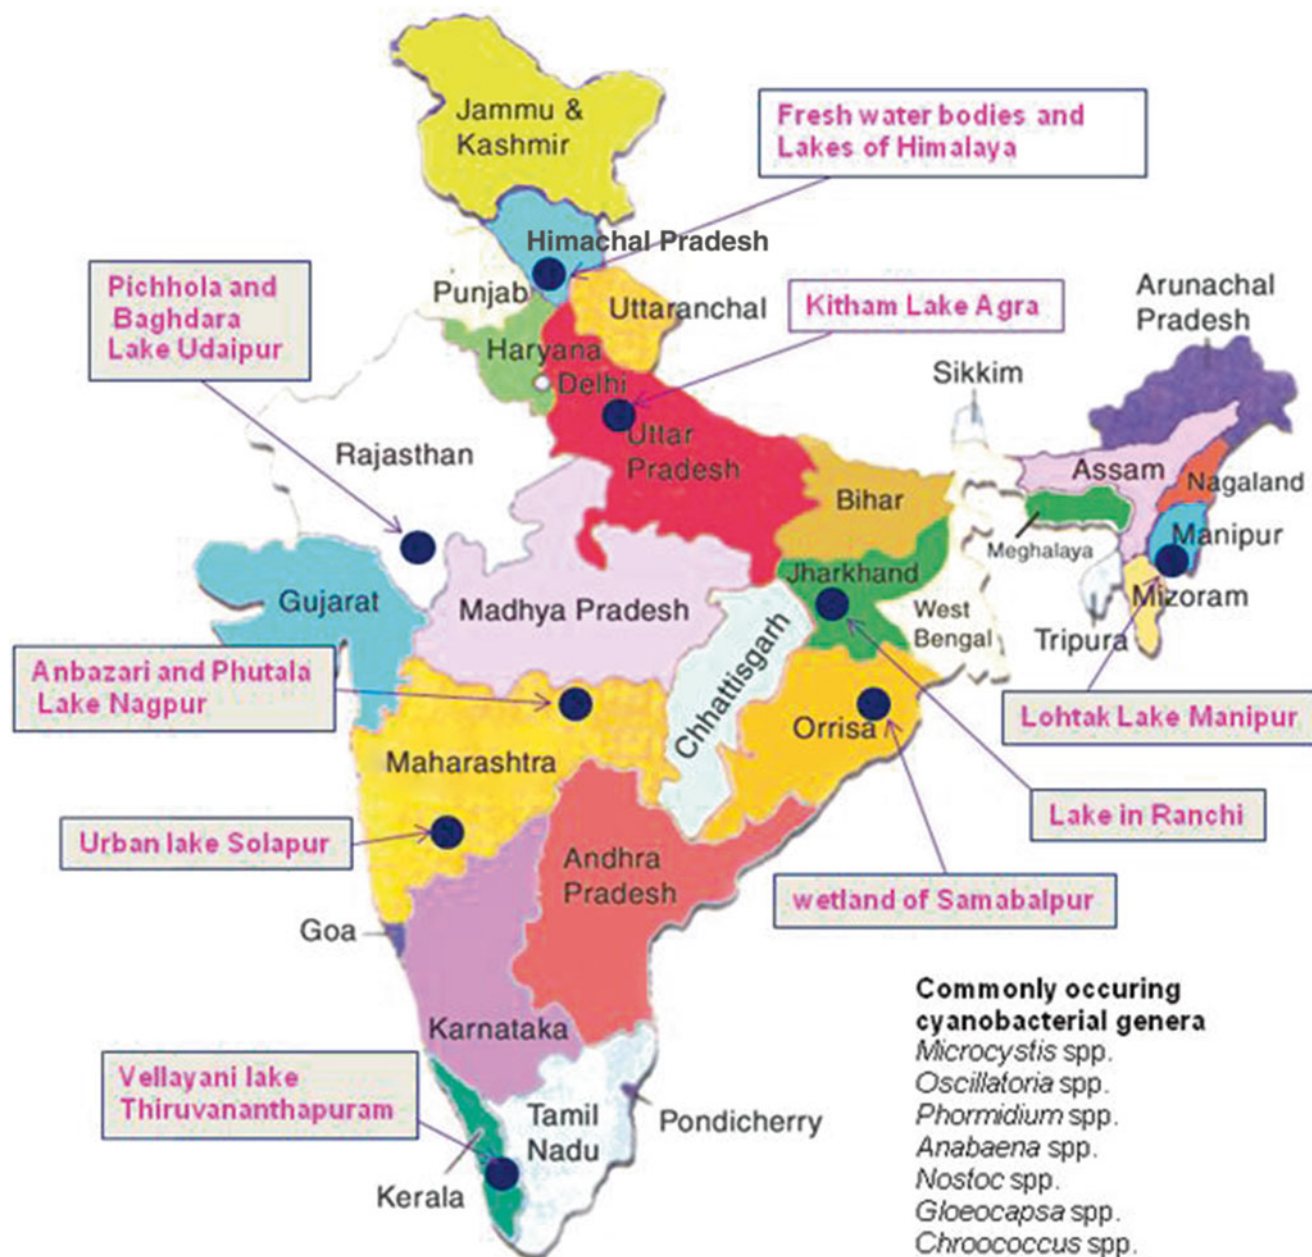 Jammu &
Kashmir
Fresh water bodies and
Lakes of Himalaya
Himachal Pradesh
Pichhola and
Baghdara
Lake Udaipur
Punjab
Uttaranchal
Kitham Lake Agra
Arunachal
Pradesh
Haryana
Delhi
Sikkim
Rajasthan
Uttar
Pradesh
Bihar
Assam
Nagaland
Manipur
Meghalaya
Jharkhand
Gujarat
Madhya Pradesh
West
Bengal
Mizoram
Tripura
Anbazari and Phutala
Lake Nagpur
Chhattisgarh
Orrisa
Lohtak Lake Manipur
Maharashtra
Lake in Ranchi
Urban lake Solapur
Andhra
Pradesh
wetland of Samabalpur
Goa
Karnataka
Commonly occuring
cyanobacterial genera
Microcystis spp.
Oscillatoria spp.
Phormidium spp.
Anabaena spp.
Nostoc spp.
Gloeocapsa spp.
Chroococcus spp.
Vellayani lake
Thiruvananthapuram
Tamil
Nadu
Pondicherry
Kerala